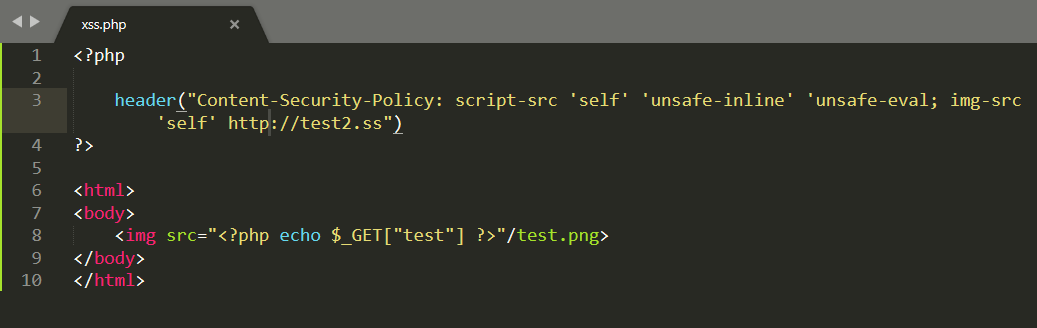 xss.php ×
1 <?php
2
3 header("Content-Security-Policy: script-src 'self' 'unsafe-inline' 'unsafe-eval; img-src
'self' http://test2.ss")
4 ?>
5
6 <html>
7 <body>
8 <img src="<?php echo $_GET["test"] ?>"/test.png>
9 </body>
10 </html>